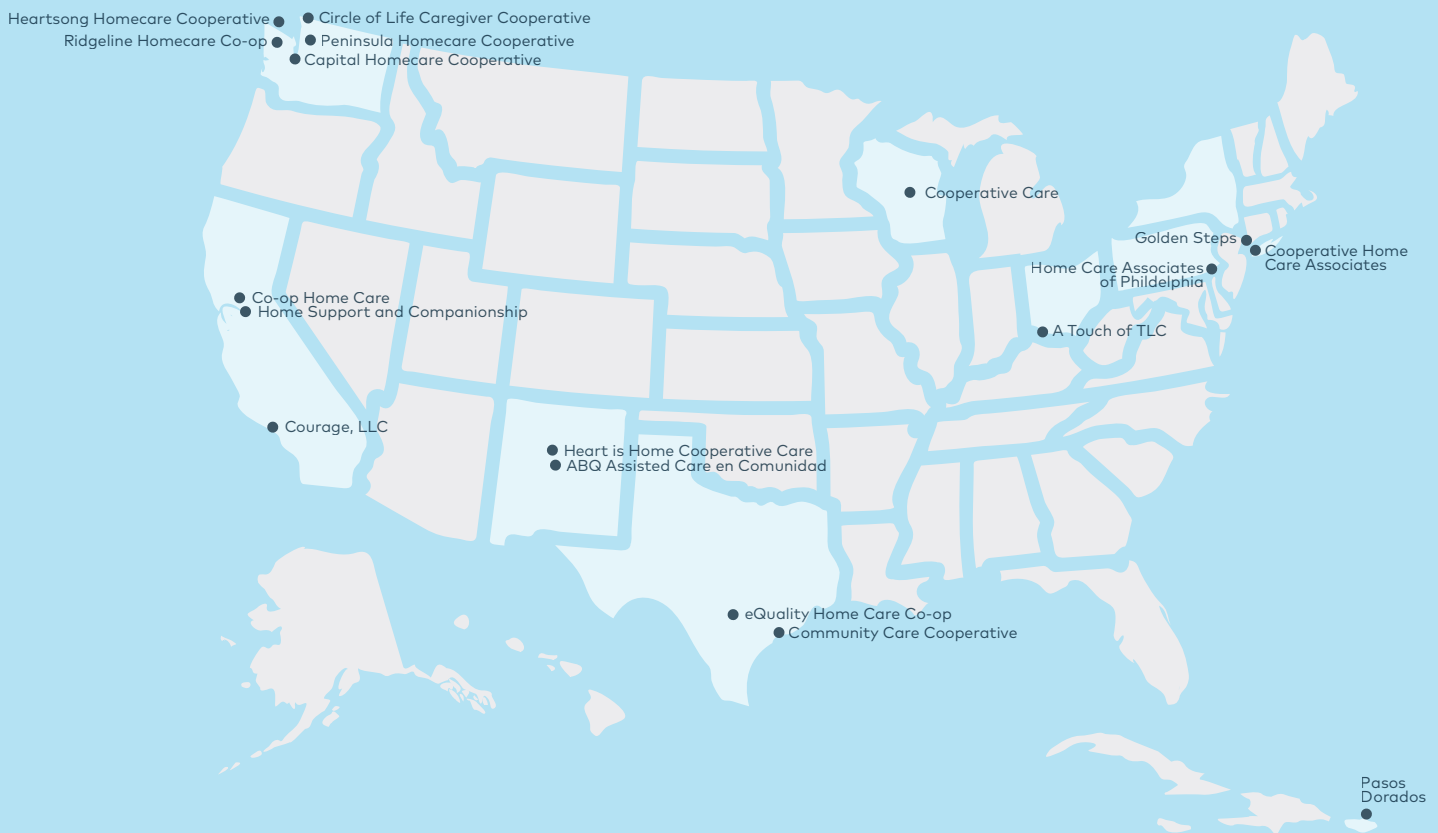 Heartsong Homecare Cooperative
Circle of Life Caregiver Cooperative
Ridgeline Homecare Co-op
Peninsula Homecare Cooperative
Capital Homecare Cooperative
Cooperative Care
Golden Steps
Cooperative Home
Care Associates
Home Care Associates
of Phildelphia
Co-op Home Care
Home Support and Companionship
A Touch of TLC
Courage, LLC
Heart is Home Cooperative Care
ABQ Assisted Care en Comunidad
eQuality Home Care Co-op
Community Care Cooperative
Pasos
Dorados